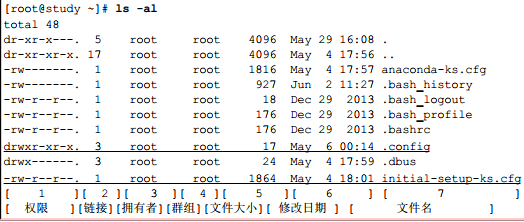 [root@study ~]# ls -al
total 48
dr-xr-x---.  5   root   root   4096  May 29 16:08 .
dr-xr-xr-x. 17   root   root   4096  May  4 17:56 ..
-rw-------.  1   root   root   1816  May  4 17:57 anaconda-ks.cfg
-rw-------.  1   root   root    927  Jun  2 11:27 .bash_history
-rw-r--r--.  1   root   root     18  Dec 29  2013 .bash_logout
-rw-r--r--.  1   root   root    176  Dec 29  2013 .bash_profile
-rw-r--r--.  1   root   root    176  Dec 29  2013 .bashrc
drwxr-xr-x.  3   root   root     17  May  6 00:14 .config
drwx------.  3   root   root     24  May  4 17:59 .dbus
-rw-r--r--.  1   root   root   1864  May  4 18:01 initial-setup-ks.cfg
[    1    ][  2 ][   3  ][  4 ][    5    ][    6    ] [    7    ]
[  权限   ][链接][拥有者][群组][文件大小][ 修改日期 ] [  文件名  ]